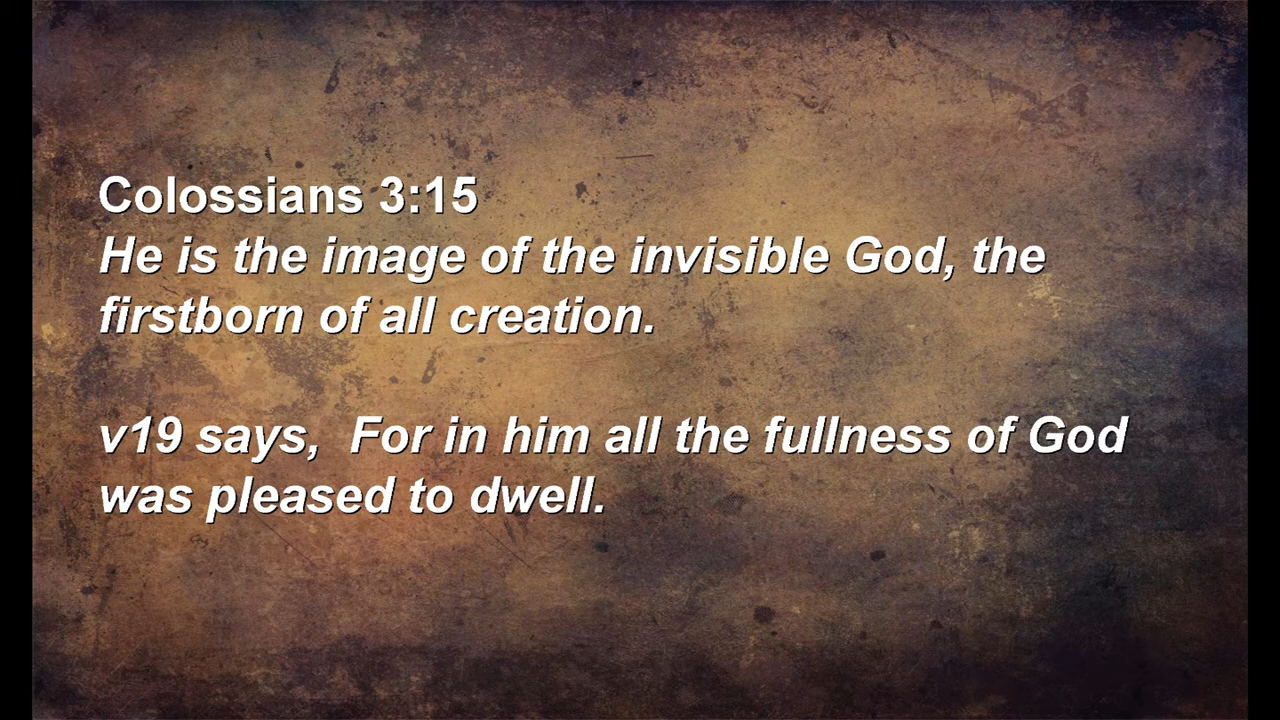 Colossians 3:15
He is the image of the invisible God, the
firstborn of all creation.
v19 says,  For in him all the fullness of God
was pleased to dwell.